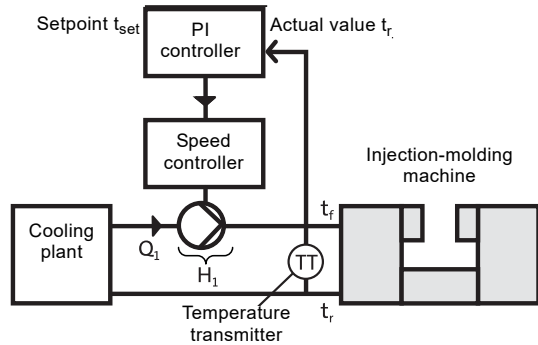 Setpoint tset
PI
controller
Actual value tr.
Speed
controller
Injection-molding
machine
Cooling
plant
Q1
H1
tf
TT
tr
Temperature
transmitter